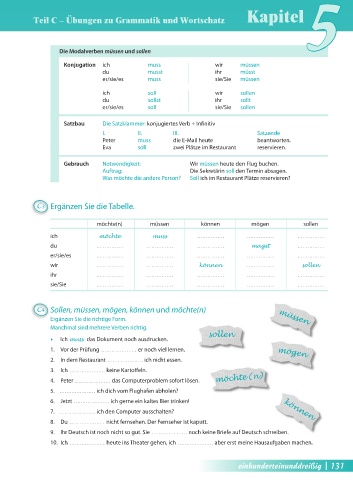 Teil C – Übungen zu Grammatik und Wortschatz Kapitel 5
Die Modalverben müssen und sollen
Konjugation ich muss wir müssen
du musst ihr müsst
er/sie/es muss sie/Sie müssen
ich soll wir sollen
du sollst ihr sollt
er/sie/es soll sie/Sie sollen
Satzbau Die Satzklammer: konjugiertes Verb + Infinitiv
I. II. III. Satzende
Peter muss die E-Mail heute beantworten.
Eva soll zwei Plätze im Restaurant reservieren.
Gebrauch Notwendigkeit: Wir müssen heute den Flug buchen.
Auftrag: Die Sekretärin soll den Termin absagen.
Was möchte die andere Person? Soll ich im Restaurant Plätze reservieren?
Ergänzen Sie die Tabelle.
möchte(n) müssen können mögen sollen
ich möchte muss
du magst
er/sie/es
wir können sollen
ihr
sie/Sie
Sollen, müssen, mögen, können und möchte(n)
Ergänzen Sie die richtige Form.
Manchmal sind mehrere Verben richtig.
müssen
sollen
mögen
möchte(n)
können
Ich muss das Dokument noch ausdrucken.
1. Vor der Prüfung .................. er noch viel lernen.
2. In dem Restaurant .................. ich nicht essen.
3. Ich .................. keine Kartoffeln.
4. Peter .................. das Computerproblem sofort lösen.
5. .................. ich dich vom Flughafen abholen?
6. Jetzt .................. ich gerne ein kaltes Bier trinken!
7. .................. ich den Computer ausschalten?
8. Du .................. nicht fernsehen. Der Fernseher ist kaputt.
9. Ihr Deutsch ist noch nicht so gut. Sie .................. noch keine Briefe auf Deutsch schreiben.
10. Ich .................. heute ins Theater gehen, ich .................. aber erst meine Hausaufgaben machen.
einhunderteinunddreißig | 131